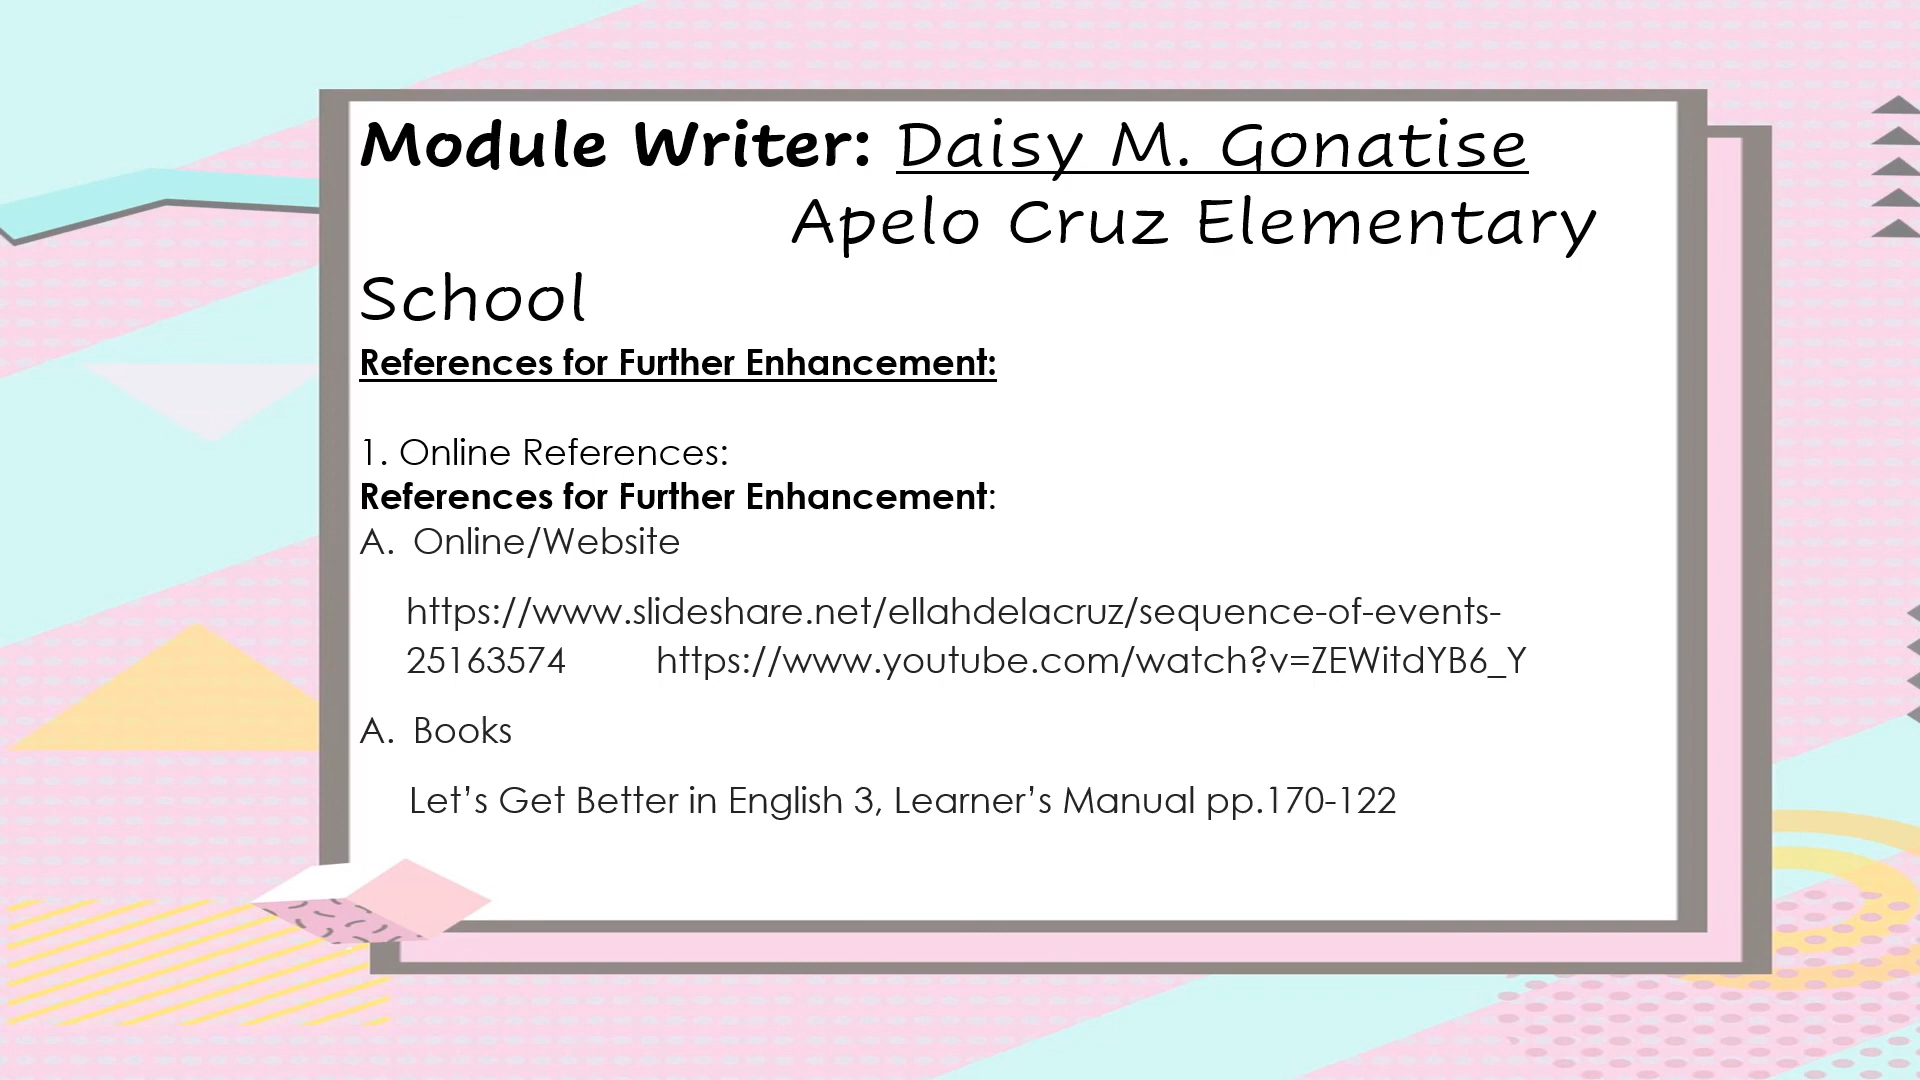 Module Writer: Daisy M. Gonatise
Apelo Cruz Elementary
School
References for Further Enhancement:
1. Online References:
References for Further Enhancement:
A. Online/Website
https://www.slideshare.net/ellahdelacruz/sequence-of-events-
25163574 https://www.youtube.com/watch?v=ZEWitdYB6_Y
A. Books
Let’s Get Better in English 3, Learner’s Manual pp.170-122